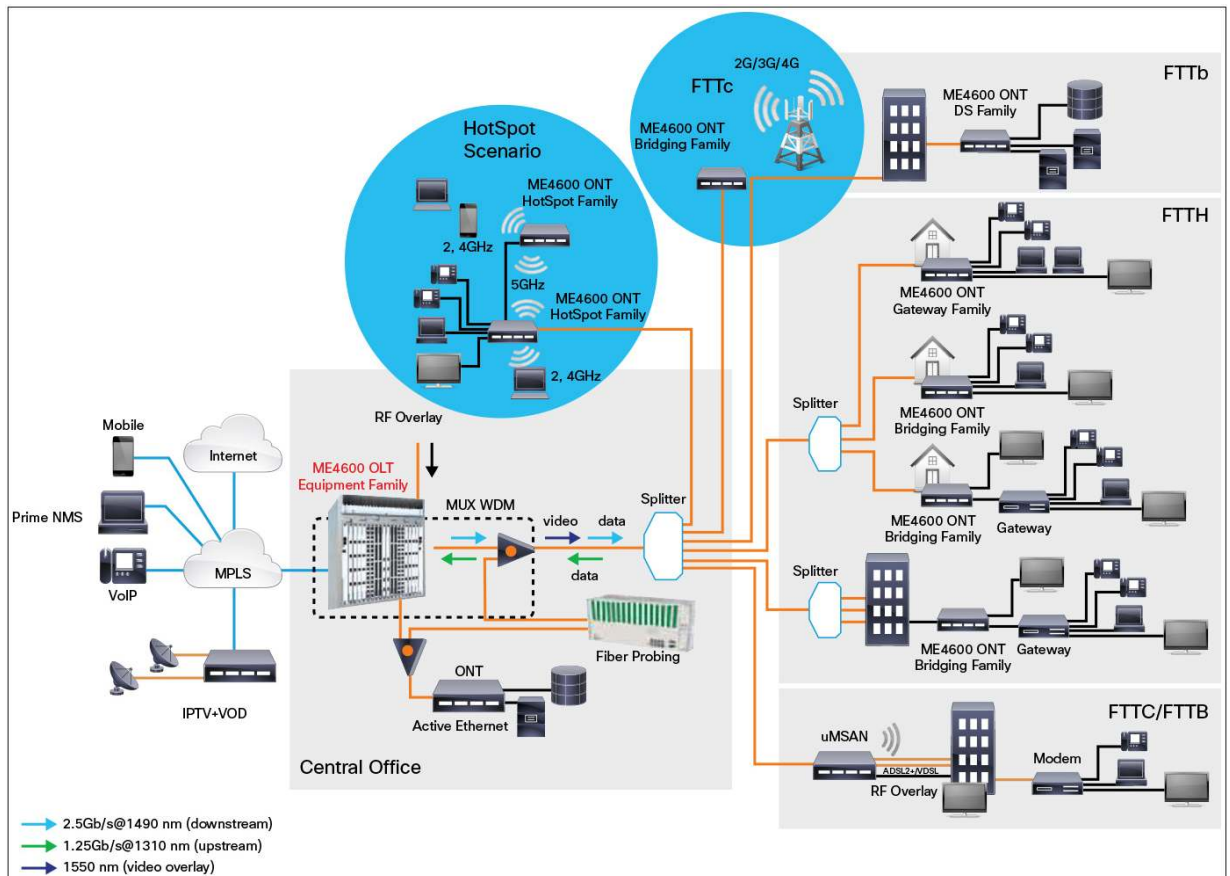 HotSpot
Scenario
ME4600 ONT
HotSpot Family
2, 4GHz
5GHz
ME4600 ONT
HotSpot Family
2, 4GHz
FTTc
2G/3G/4G
ME4600 ONT
Bridging Family
FTTb
ME4600 ONT
DS Family
FTTH
ME4600 ONT
Gateway Family
Splitter
ME4600 ONT
Bridging Family
ME4600 ONT
Bridging Family
Gateway
Splitter
ME4600 ONT
Bridging Family
Gateway
FTTC/FTTB
uMSAN
ADSL2+/VDSL
RF Overlay
Modem
Mobile
Internet
Prime NMS
MPLS
VoIP
IPTV+VOD
RF Overlay
ME4600 OLT
Equipment Family
MUX WDM
video
data
data
Splitter
Fiber Probing
ONT
Active Ethernet
Central Office
2.5Gb/s@1490 nm (downstream)
1.25Gb/s@1310 nm (upstream)
1550 nm (video overlay)